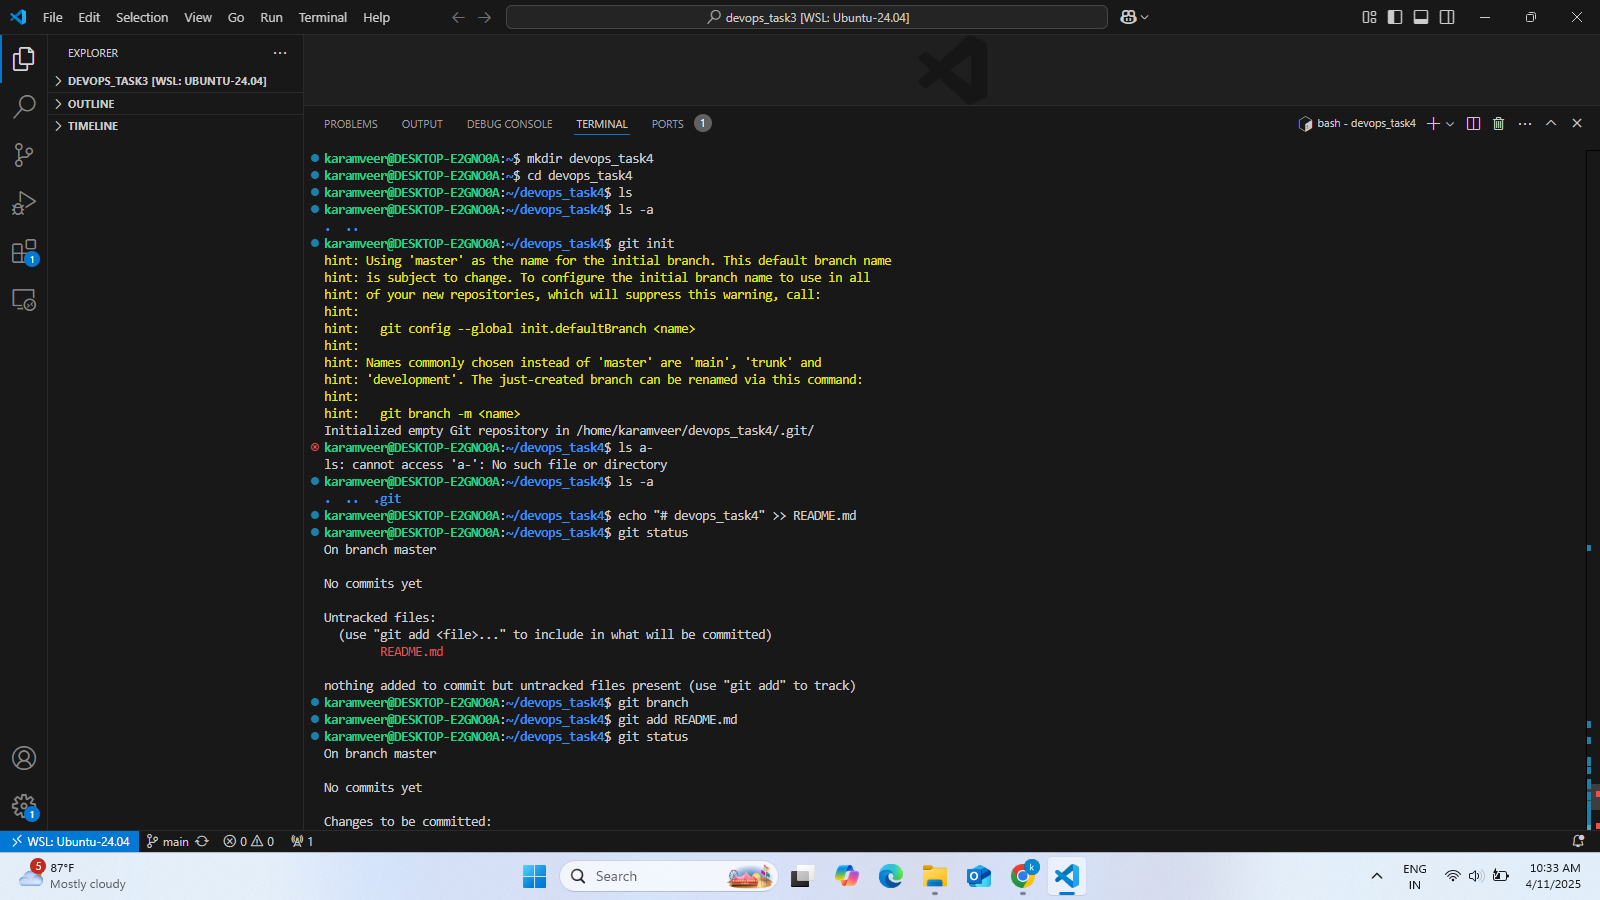 File Edit Selection View Go Run Terminal Help
devops_task3 [WSL: Ubuntu-24.04]
EXPLORER
DEVOPS_TASK3 [WSL: UBUNTU-24.04]
OUTLINE
TIMELINE
PROBLEMS OUTPUT DEBUG CONSOLE TERMINAL PORTS 1
bash - devops_task4
karamveer@DESKTOP-E2GNO0A:~$ mkdir devops_task4
karamveer@DESKTOP-E2GNO0A:~$ cd devops_task4
karamveer@DESKTOP-E2GNO0A:~/devops_task4$ ls
karamveer@DESKTOP-E2GNO0A:~/devops_task4$ ls -a
. ..
karamveer@DESKTOP-E2GNO0A:~/devops_task4$ git init
hint: Using 'master' as the name for the initial branch. This default branch name
hint: is subject to change. To configure the initial branch name to use in all
hint: of your new repositories, which will suppress this warning, call:
hint:
hint:   git config --global init.defaultBranch <name>
hint:
hint: Names commonly chosen instead of 'master' are 'main', 'trunk' and
hint: 'development'. The just-created branch can be renamed via this command:
hint:
hint:   git branch -m <name>
Initialized empty Git repository in /home/karamveer/devops_task4/.git/
karamveer@DESKTOP-E2GNO0A:~/devops_task4$ ls a-
ls: cannot access 'a-': No such file or directory
karamveer@DESKTOP-E2GNO0A:~/devops_task4$ ls -a
. .. .git
karamveer@DESKTOP-E2GNO0A:~/devops_task4$ echo "# devops_task4" >> README.md
karamveer@DESKTOP-E2GNO0A:~/devops_task4$ git status
On branch master
No commits yet
Untracked files:
(use "git add <file>..." to include in what will be committed)
README.md
nothing added to commit but untracked files present (use "git add" to track)
karamveer@DESKTOP-E2GNO0A:~/devops_task4$ git branch
karamveer@DESKTOP-E2GNO0A:~/devops_task4$ git add README.md
karamveer@DESKTOP-E2GNO0A:~/devops_task4$ git status
On branch master
No commits yet
Changes to be committed:
1
1
WSL: Ubuntu-24.04 main 0 0 1
5 87°F
Mostly cloudy
Search
k
ENG
IN
10:33 AM
4/11/2025